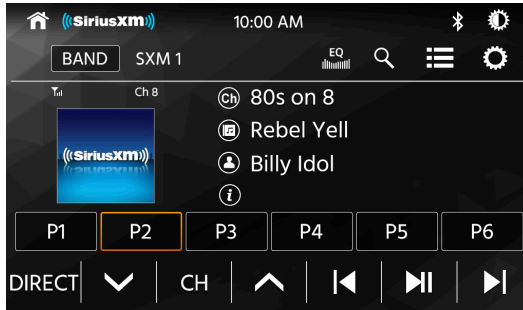 ((SiriusXM)) 10:00 AM
BAND SXM 1 EQ
Ch 8
Ch 80s on 8
Rebel Yell
((SiriusXM))
Billy Idol
i
P1 P2 P3 P4 P5 P6
DIRECT CH